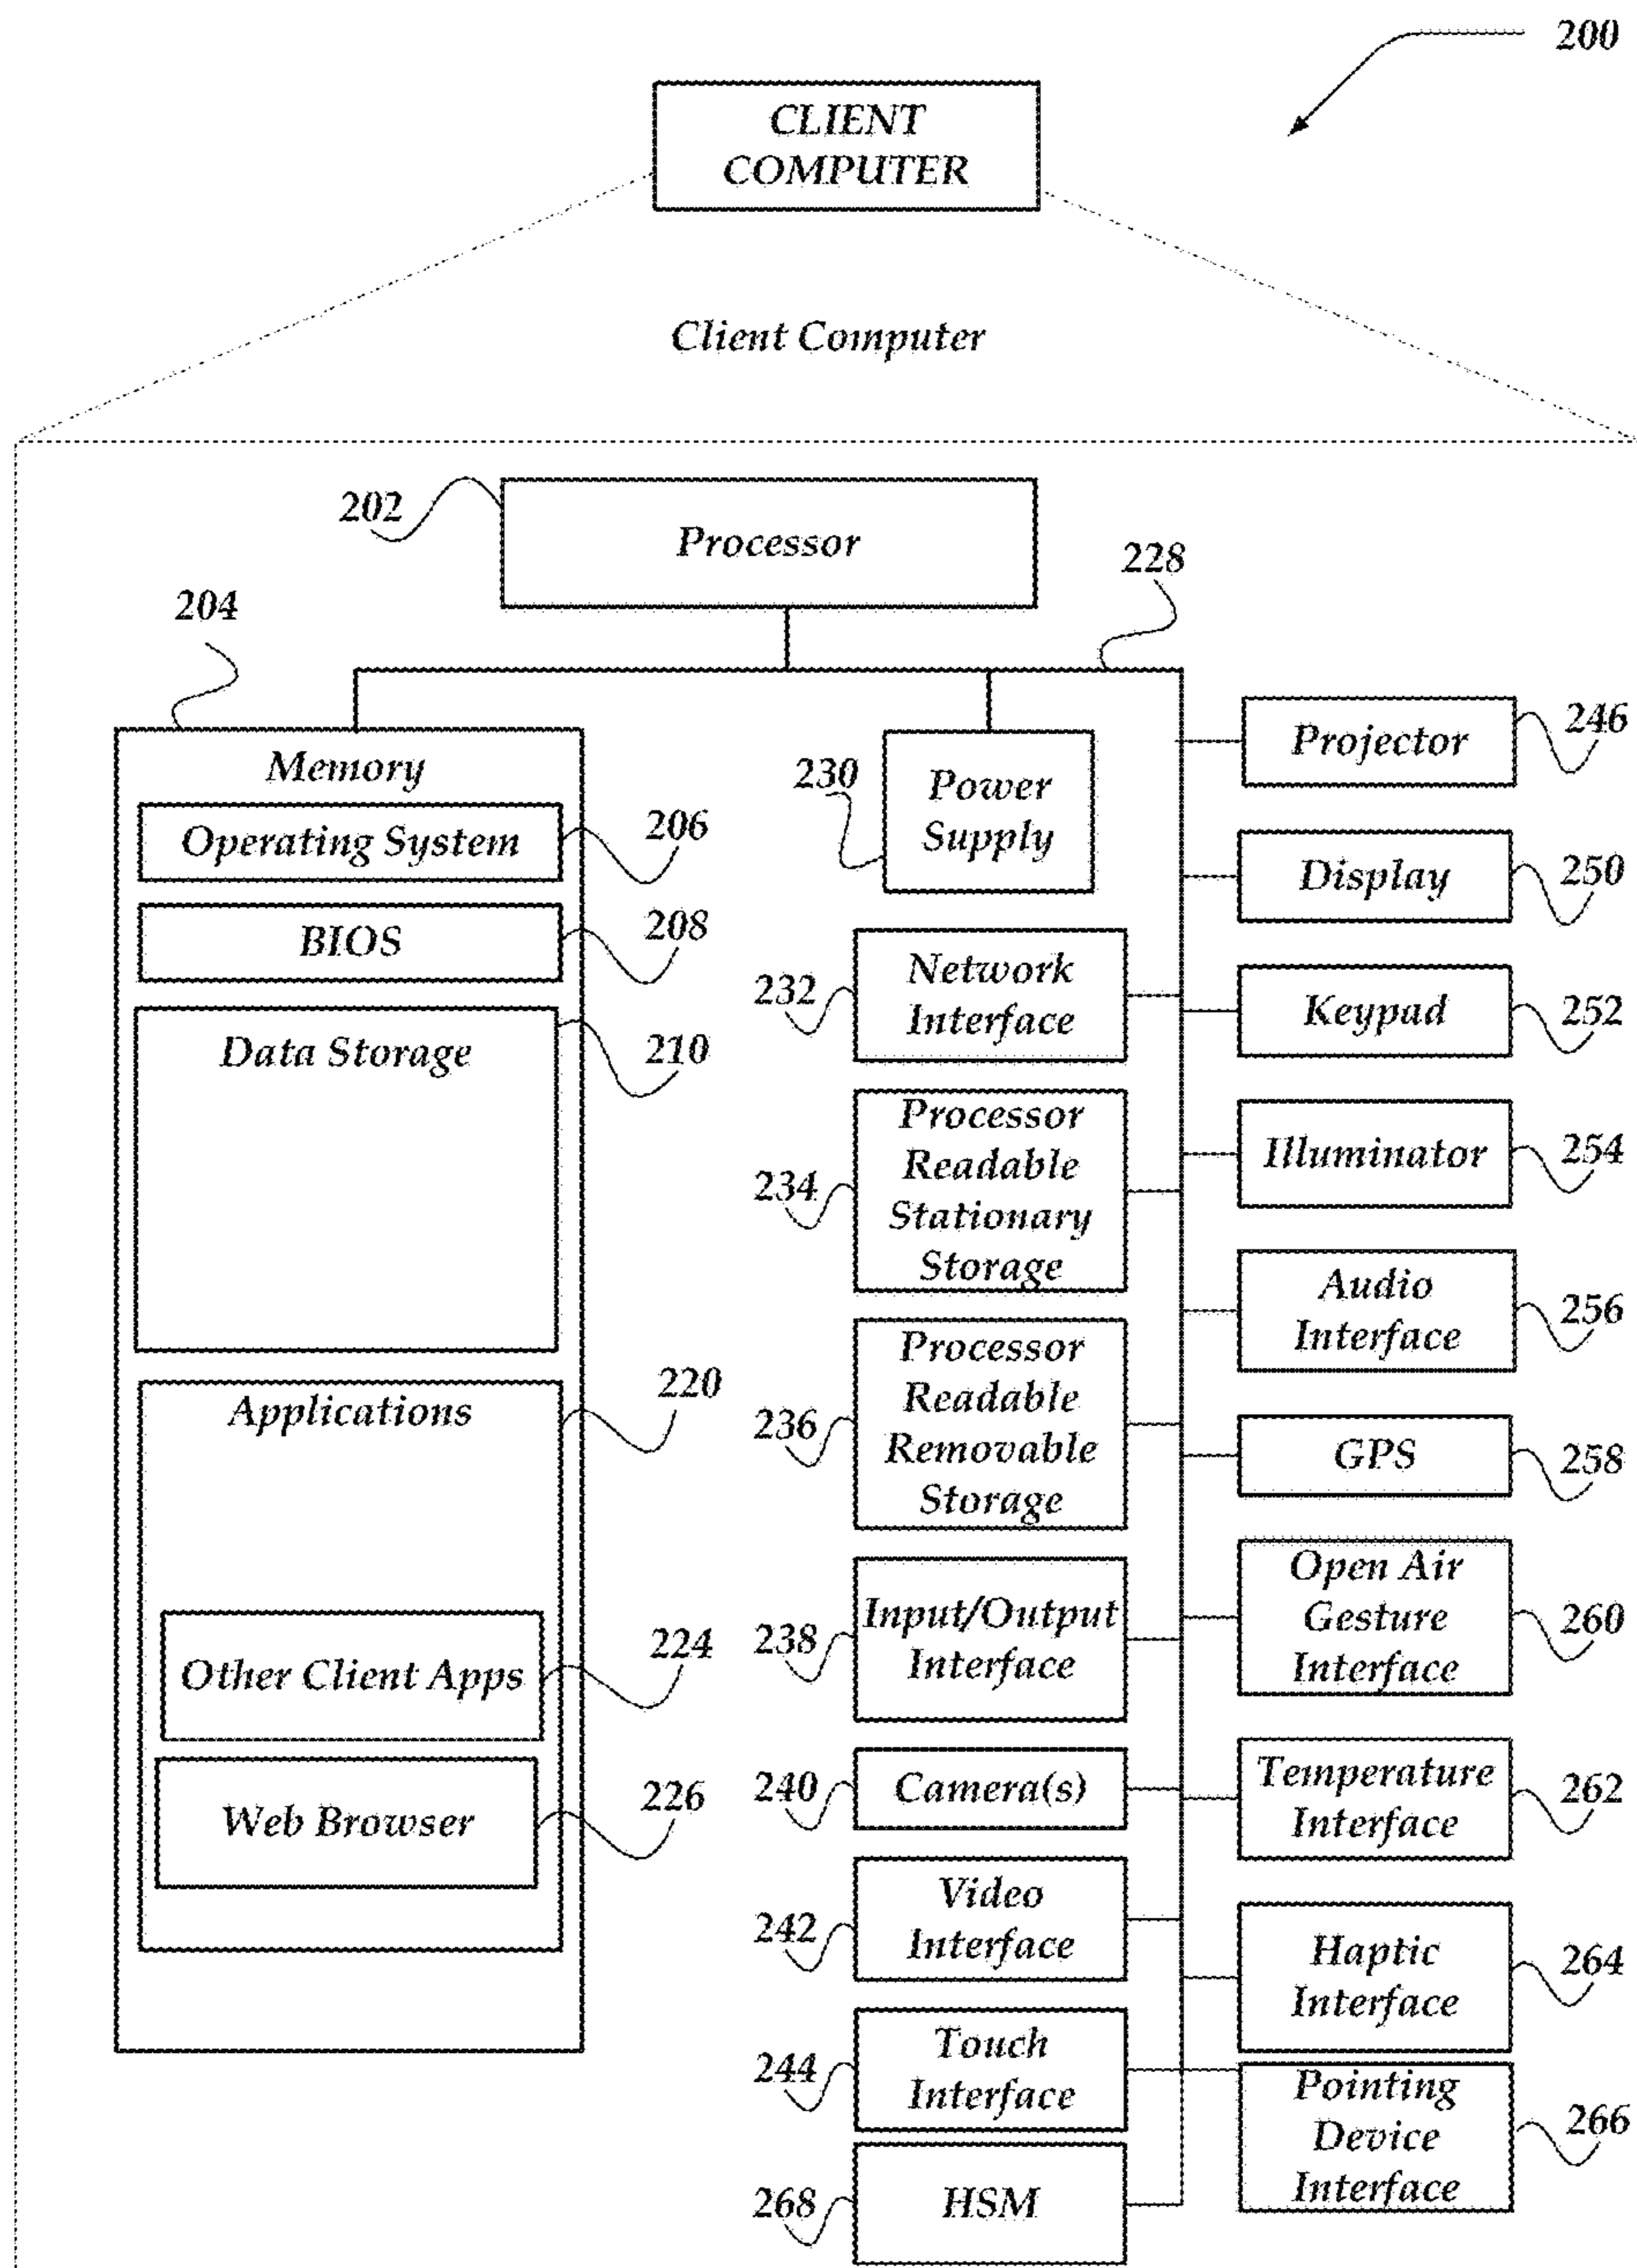 200
CLIENT
COMPUTER
Client Computer
202
Processor
228
204
Memory
Operating System
206
BIOS
208
Data Storage
210
Applications
220
Other Client Apps
224
Web Browser
226
230
Power
Supply
232
Network
Interface
234
Processor
Readable
Stationary
Storage
236
Processor
Readable
Removable
Storage
238
Input/Output
Interface
240
Camera(s)
242
Video
Interface
244
Touch
Interface
268
HSM
Projector
246
Display
250
Keypad
252
Illuminator
254
Audio
Interface
256
GPS
258
Open Air
Gesture
Interface
260
Temperature
Interface
262
Haptic
Interface
264
Pointing
Device
Interface
266